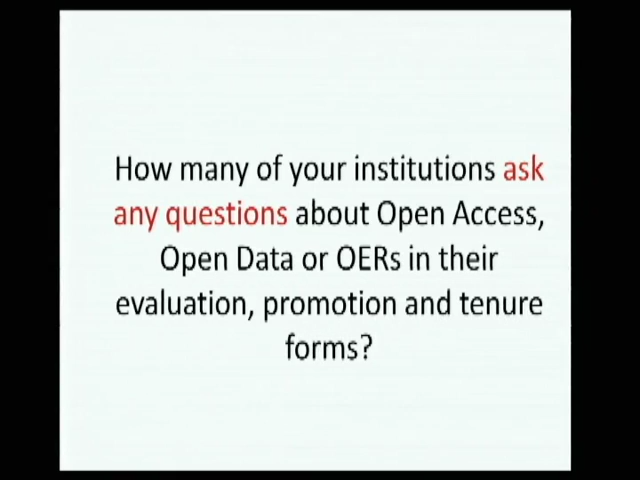 How many of your institutions ask
any questions about Open Access,
Open Data or OERs in their
evaluation, promotion and tenure
forms?